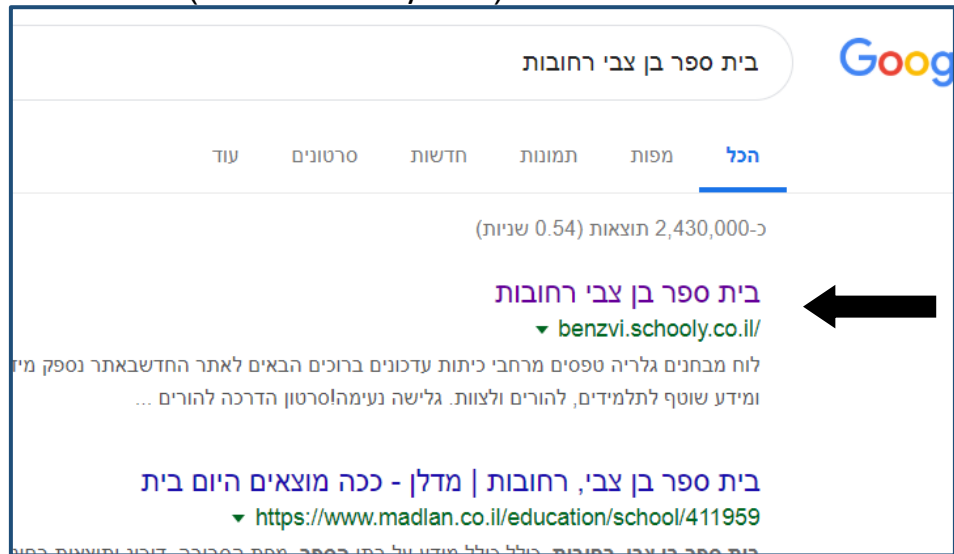 בית ספר בן צבי רחובות
Goog
הכל מפות תמונות חדשות סרטונים עוד
כ-2,430,000 תוצאות (0.54 שניות)
בית ספר בן צבי רחובות
benzvi.schooly.co.il/
לוח מבחנים גלריה טפסים מרחבי כיתות עדכונים ברוכים הבאים לאתר החדשבאתר נספק מיד
ומידע שוטף לתלמידים, להורים ולצוות. גלישה נעימה!סרטון הדרכה להורים ...
בית ספר בן צבי, רחובות | מדלן - ככה מוצאים היום בית
https://www.madlan.co.il/education/school/411959